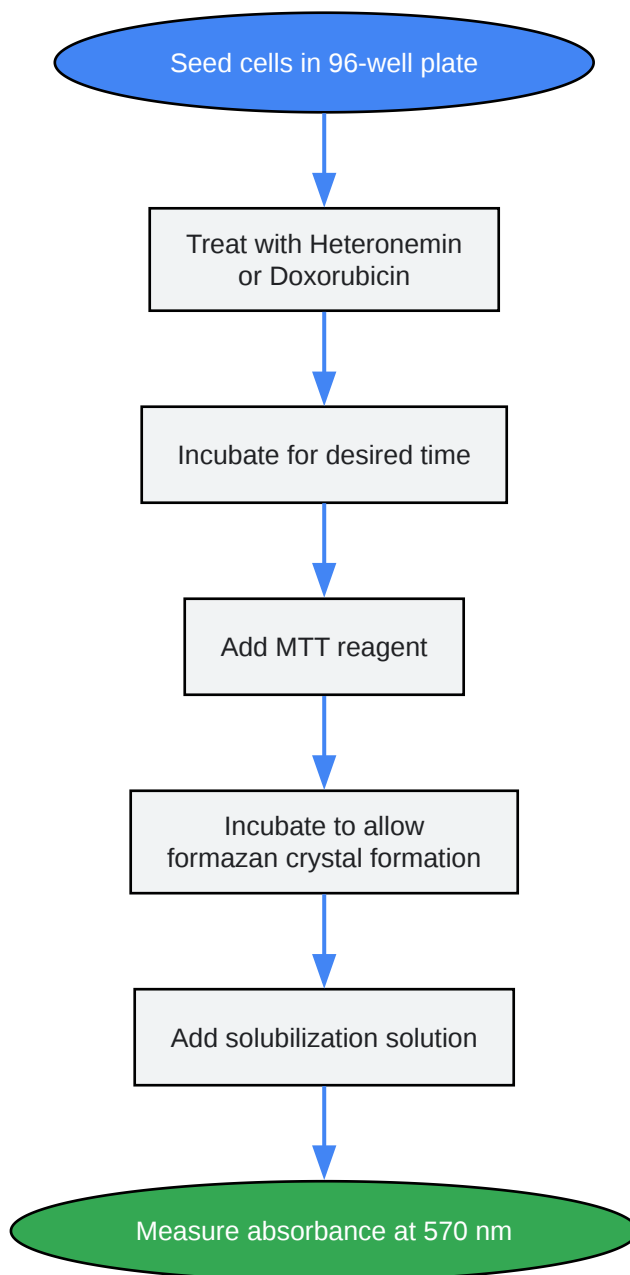 Seed cells in 96-well plate
Treat with Heteronemin
or Doxorubicin
Incubate for desired time
Add MTT reagent
Incubate to allow
formazan crystal formation
Add solubilization solution
Measure absorbance at 570 nm